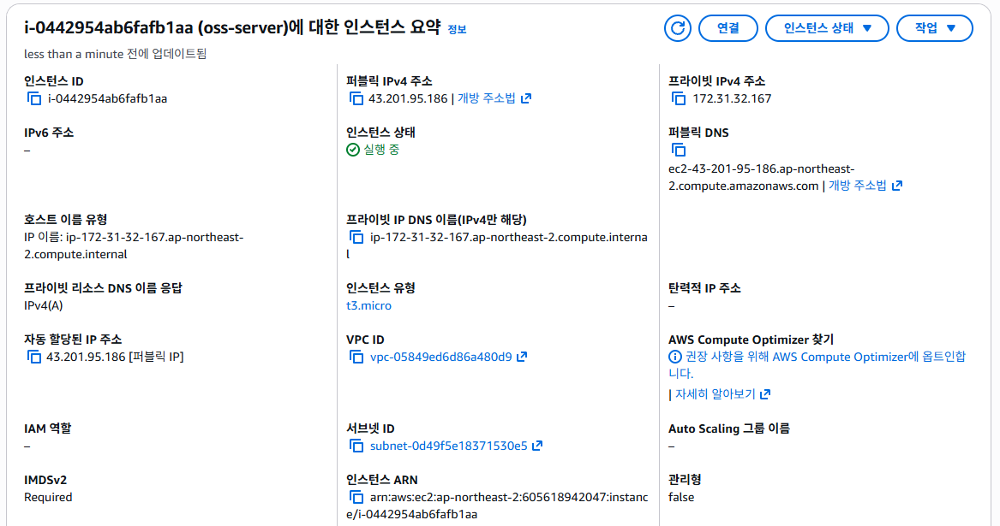 i-0442954ab6fafb1aa (oss-server)에 대한 인스턴스 요약 정보
연결
인스턴스 상태
작업
less than a minute 전에 업데이트됨
인스턴스 ID
i-0442954ab6fafb1aa
퍼블릭 IPv4 주소
43.201.95.186 | 개방 주소법
프라이빗 IPv4 주소
172.31.32.167
IPv6 주소
–
인스턴스 상태
실행 중
퍼블릭 DNS
ec2-43-201-95-186.ap-northeast-
2.compute.amazonaws.com | 개방 주소법
호스트 이름 유형
IP 이름: ip-172-31-32-167.ap-northeast-
2.compute.internal
프라이빗 IP DNS 이름(IPv4만 해당)
ip-172-31-32-167.ap-northeast-2.compute.interna
l
프라이빗 리소스 DNS 이름 응답
IPv4(A)
인스턴스 유형
t3.micro
탄력적 IP 주소
–
자동 할당된 IP 주소
43.201.95.186 [퍼블릭 IP]
VPC ID
vpc-05849ed6d86a480d9
AWS Compute Optimizer 찾기
권장 사항을 위해 AWS Compute Optimizer에 옵트인합
니다.
| 자세히 알아보기
IAM 역할
–
서브넷 ID
subnet-0d49f5e18371530e5
Auto Scaling 그룹 이름
–
IMDSv2
Required
인스턴스 ARN
arn:aws:ec2:ap-northeast-2:605618942047:instanc
e/i-0442954ab6fafb1aa
관리형
false